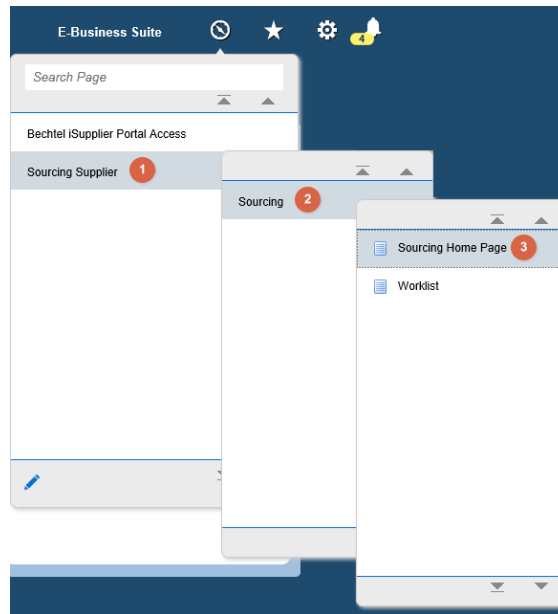 E-Business Suite
4
Search Page
Bechtel iSupplier Portal Access
Sourcing Supplier 1
Sourcing 2
Sourcing Home Page 3
Worklist